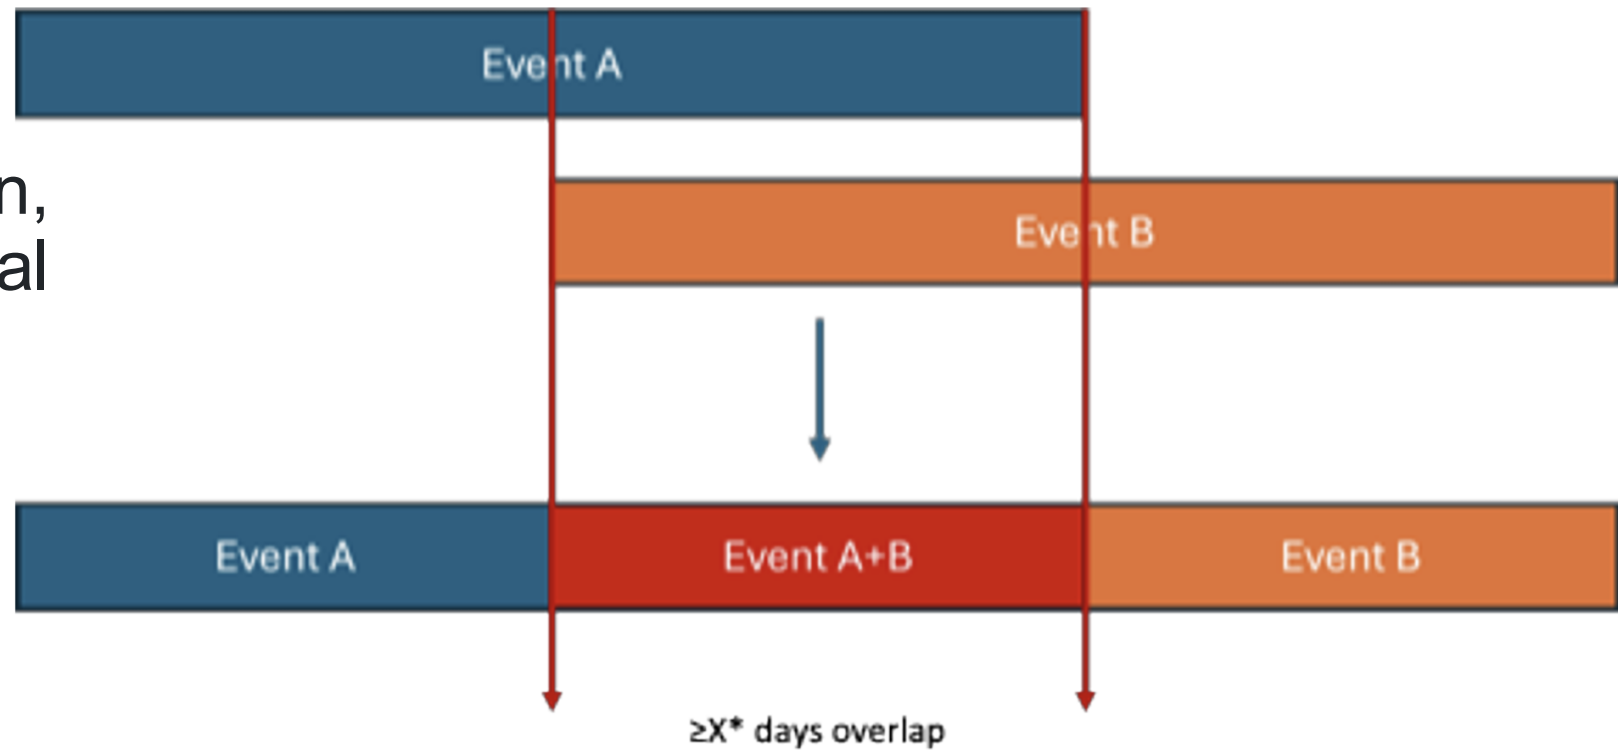 Event A
n,
Event B
al
Event A
Event A+B
Event B
≥X* days overlap